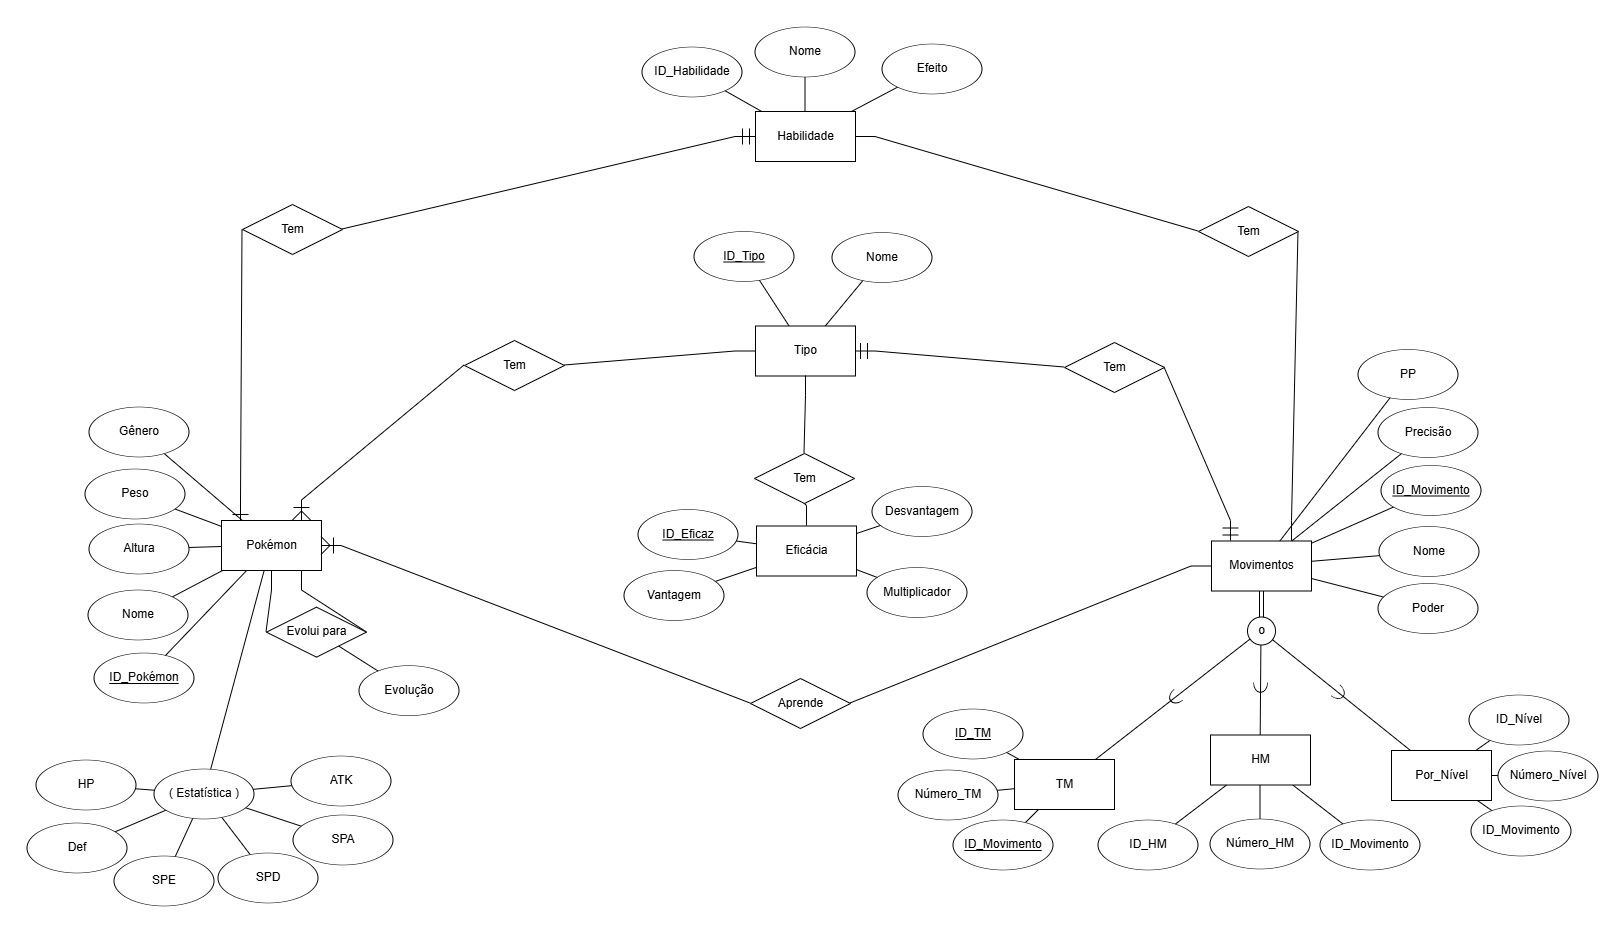 Nome
ID_Habilidade
Efeito
Habilidade
Tem
Tem
ID_Tipo
Nome
Tipo
Tem
Tem
PP
Gênero
Precisão
Peso
ID_Movimento
Tem
Desvantagem
ID_Eficaz
Altura
Pokémon
Eficácia
Nome
Movimentos
Vantagem
Multiplicador
Nome
Poder
Evolui para
o
ID_Pokémon
Evolução
Aprende
ID_Nível
ID_TM
HM
Por_Nível
Número_Nível
HP
( Estatística )
ATK
TM
Número_TM
ID_Movimento
Def
SPA
ID_Movimento
ID_HM
Número_HM
ID_Movimento
SPE
SPD